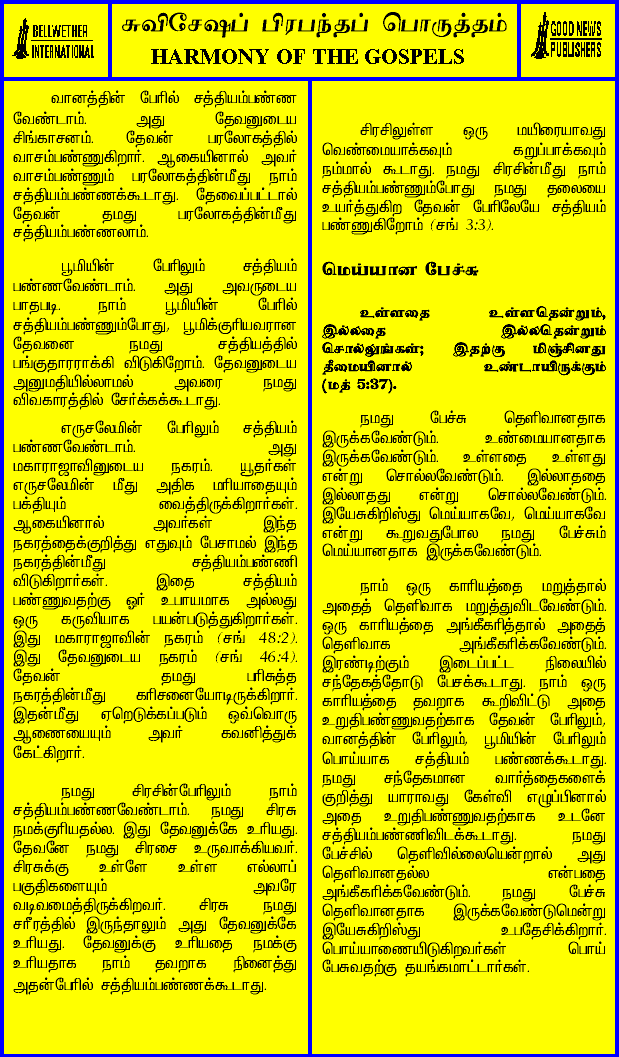 BELLWETHER
INTERNATIONAL
சுவிசேஷப் பிரபந்தப் பொருத்தம்
HARMONY OF THE GOSPELS
GOOD NEWS
PUBLISHERS
வானத்தின் பேரில் சத்தியம்பண்ண
வேண்டாம். அது தேவனுடைய
சிங்காசனம். தேவன் பரலோகத்தில்
வாசம்பண்ணுகிறார். ஆகையினால் அவர்
வாசம்பண்ணும் பரலோகத்தின்மீது நாம்
சத்தியம்பண்ணக்கூடாது. தேவைப்பட்டால்
தேவன் தமது பரலோகத்தின்மீது
சத்தியம்பண்ணலாம்.
பூமியின் பேரிலும் சத்தியம்
பண்ணவேண்டாம். அது அவருடைய
பாதபடி. நாம் பூமியின் பேரில்
சத்தியம்பண்ணும்போது, பூமிக்குரியவரான
தேவனை நமது சத்தியத்தில்
பங்குதாரராக்கி விடுகிறோம். தேவனுடைய
அனுமதியில்லாமல் அவரை நமது
விவகாரத்தில் சேர்க்கக்கூடாது.
எருசலேமின் பேரிலும் சத்தியம்
பண்ணவேண்டாம். அது
மகாராஜாவினுடைய நகரம். யூதர்கள்
எருசலேமின் மீது அதிக மரியாதையும்
பக்தியும் வைத்திருக்கிறார்கள்.
ஆகையினால் அவர்கள் இந்த
நகரத்தைக்குறித்து எதுவும் பேசாமல் இந்த
நகரத்தின்மீது சத்தியம்பண்ணி
விடுகிறார்கள். இதை சத்தியம்
பண்ணுவதற்கு ஓர் உபாயமாக அல்லது
ஒரு கருவியாக பயன்படுத்துகிறார்கள்.
இது மகாராஜாவின் நகரம் (சங் 48:2).
இது தேவனுடைய நகரம் (சங் 46:4).
தேவன் தமது பரிசுத்த
நகரத்தின்மீது கரிசனையோடிருக்கிறார்.
இதன்மீது ஏறெடுக்கப்படும் ஒவ்வொரு
ஆணையையும் அவர் கவனித்துக்
கேட்கிறார்.
நமது சிரசின்பேரிலும் நாம்
சத்தியம்பண்ணவேண்டாம். நமது சிரசு
நமக்குரியதல்ல. இது தேவனுக்கே உரியது.
தேவனே நமது சிரசை உருவாக்கியவர்.
சிரசுக்கு உள்ளே உள்ள எல்லாப்
பகுதிகளையும் அவரே
வடிவமைத்திருக்கிறவர். சிரசு நமது
சரீரத்தில் இருந்தாலும் அது தேவனுக்கே
உரியது. தேவனுக்கு உரியதை நமக்கு
உரியதாக நாம் தவறாக நினைத்து
அதன்பேரில் சத்தியம்பண்ணக்கூடாது.
சிரசிலுள்ள ஒரு மயிரையாவது
வெண்மையாக்கவும் கறுப்பாக்கவும்
நம்மால் கூடாது. நமது சிரசின்மீது நாம்
சத்தியம்பண்ணும்போது நமது தலையை
உயர்த்துகிற தேவன் பேரிலேயே சத்தியம்
பண்ணுகிறோம் (சங் 3:3).
மெய்யான பேச்சு
உள்ளதை உள்ளதென்றும்,
இல்லதை இல்லதென்றும்
சொல்லுங்கள்; இதற்கு மிஞ்சினது
தீமையினால் உண்டாயிருக்கும்
(மத் 5:37).
நமது பேச்சு தெளிவானதாக
இருக்கவேண்டும். உண்மையானதாக
இருக்கவேண்டும். உள்ளதை உள்ளது
என்று சொல்லவேண்டும். இல்லாததை
இல்லாதது என்று சொல்லவேண்டும்.
இயேசுகிறிஸ்து மெய்யாகவே, மெய்யாகவே
என்று கூறுவதுபோல நமது பேச்சும்
மெய்யானதாக இருக்கவேண்டும்.
நாம் ஒரு காரியத்தை மறுத்தால்
அதைத் தெளிவாக மறுத்துவிடவேண்டும்.
ஒரு காரியத்தை அங்கீகரித்தால் அதைத்
தெளிவாக அங்கீகரிக்கவேண்டும்.
இரண்டிற்கும் இடைப்பட்ட நிலையில்
சந்தேகத்தோடு பேசக்கூடாது. நாம் ஒரு
காரியத்தை தவறாக கூறிவிட்டு அதை
உறுதிபண்ணுவதற்காக தேவன் பேரிலும்,
வானத்தின் பேரிலும், பூமியின் பேரிலும்
பொய்யாக சத்தியம் பண்ணக்கூடாது.
நமது சந்தேகமான வார்த்தைகளைக்
குறித்து யாராவது கேள்வி எழுப்பினால்
அதை உறுதிபண்ணுவதற்காக உடனே
சத்தியம்பண்ணிவிடக்கூடாது. நமது
பேச்சில் தெளிவில்லையென்றால் அது
தெளிவானதல்ல என்பதை
அங்கீகரிக்கவேண்டும். நமது பேச்சு
தெளிவானதாக இருக்கவேண்டுமென்று
இயேசுகிறிஸ்து உபதேசிக்கிறார்.
பொய்யாணையிடுகிறவர்கள் பொய்
பேசுவதற்கு தயங்கமாட்டார்கள்.